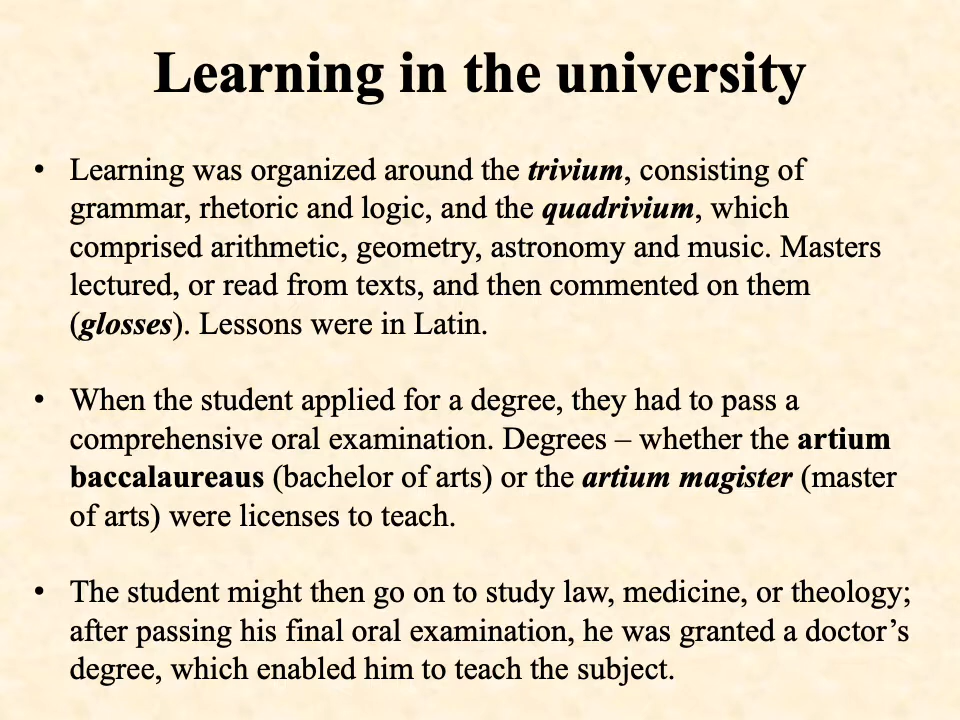 Learning in the university
• Learning was organized around the trivium, consisting of
grammar, rhetoric and logic, and the quadrivium, which
comprised arithmetic, geometry, astronomy and music. Masters
lectured, or read from texts, and then commented on them
(glosses). Lessons were in Latin.
• When the student applied for a degree, they had to pass a
comprehensive oral examination. Degrees – whether the artium
baccalaureaus (bachelor of arts) or the artium magister (master
of arts) were licenses to teach.
• The student might then go on to study law, medicine, or theology;
after passing his final oral examination, he was granted a doctor’s
degree, which enabled him to teach the subject.